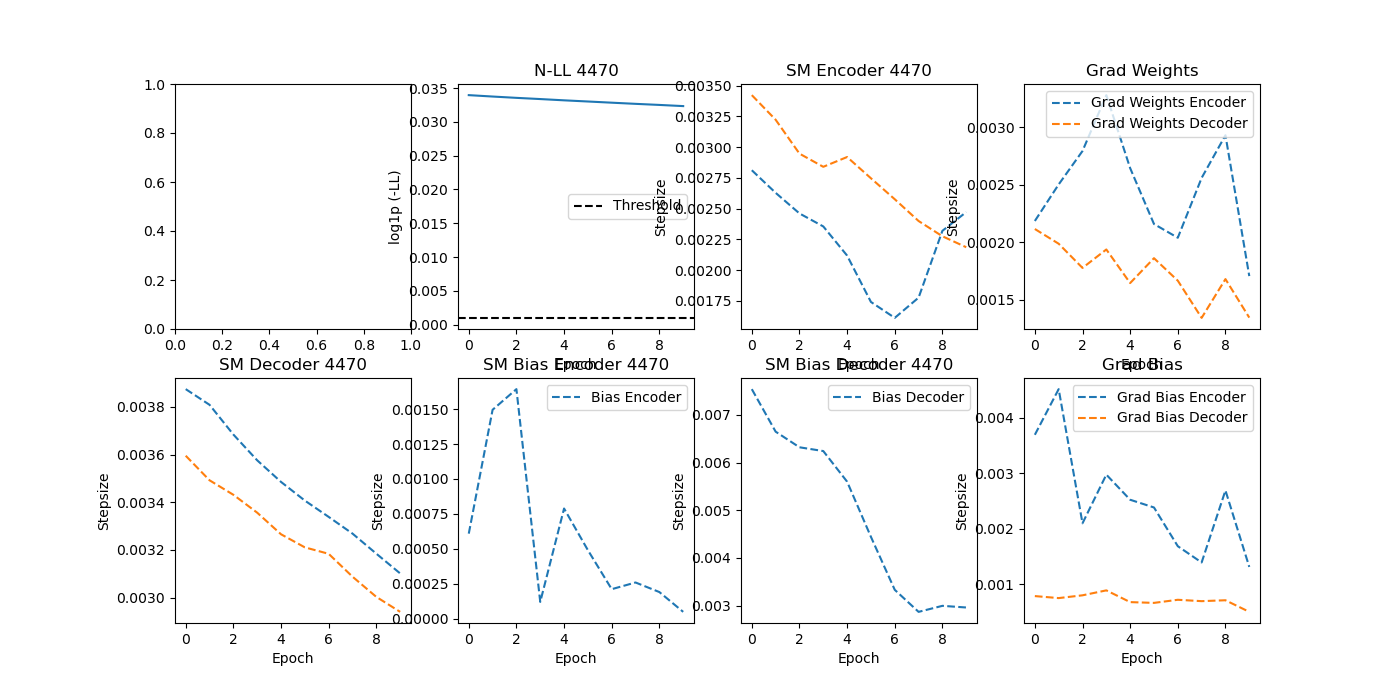 N-LL 4470
SM Encoder 4470
Grad Weights
1.0
0.8
0.6
0.4
0.2
0.0
0.0 0.2 0.4 0.6 0.8 1.0
log1p (-LL)
0.035
0.030
0.025
0.020
0.015
0.010
0.005
0.000
Threshold
0 2 4 6 8
Epoch
Stepsize
0.00350
0.00325
0.00300
0.00275
0.00250
0.00225
0.00200
0.00175
0 2 4 6 8
Epoch
Stepsize
0.0030
0.0025
0.0020
0.0015
Grad Weights Encoder
Grad Weights Decoder
0 2 4 6 8
Epoch
SM Decoder 4470
Stepsize
0.0038
0.0036
0.0034
0.0032
0.0030
0 2 4 6 8
Epoch
SM Bias Encoder 4470
Stepsize
0.00150
0.00125
0.00100
0.00075
0.00050
0.00025
0.00000
Bias Encoder
0 2 4 6 8
Epoch
SM Bias Decoder 4470
Stepsize
0.007
0.006
0.005
0.004
0.003
Bias Decoder
0 2 4 6 8
Epoch
Grad Bias
Stepsize
0.004
0.003
0.002
0.001
Grad Bias Encoder
Grad Bias Decoder
0 2 4 6 8
Epoch